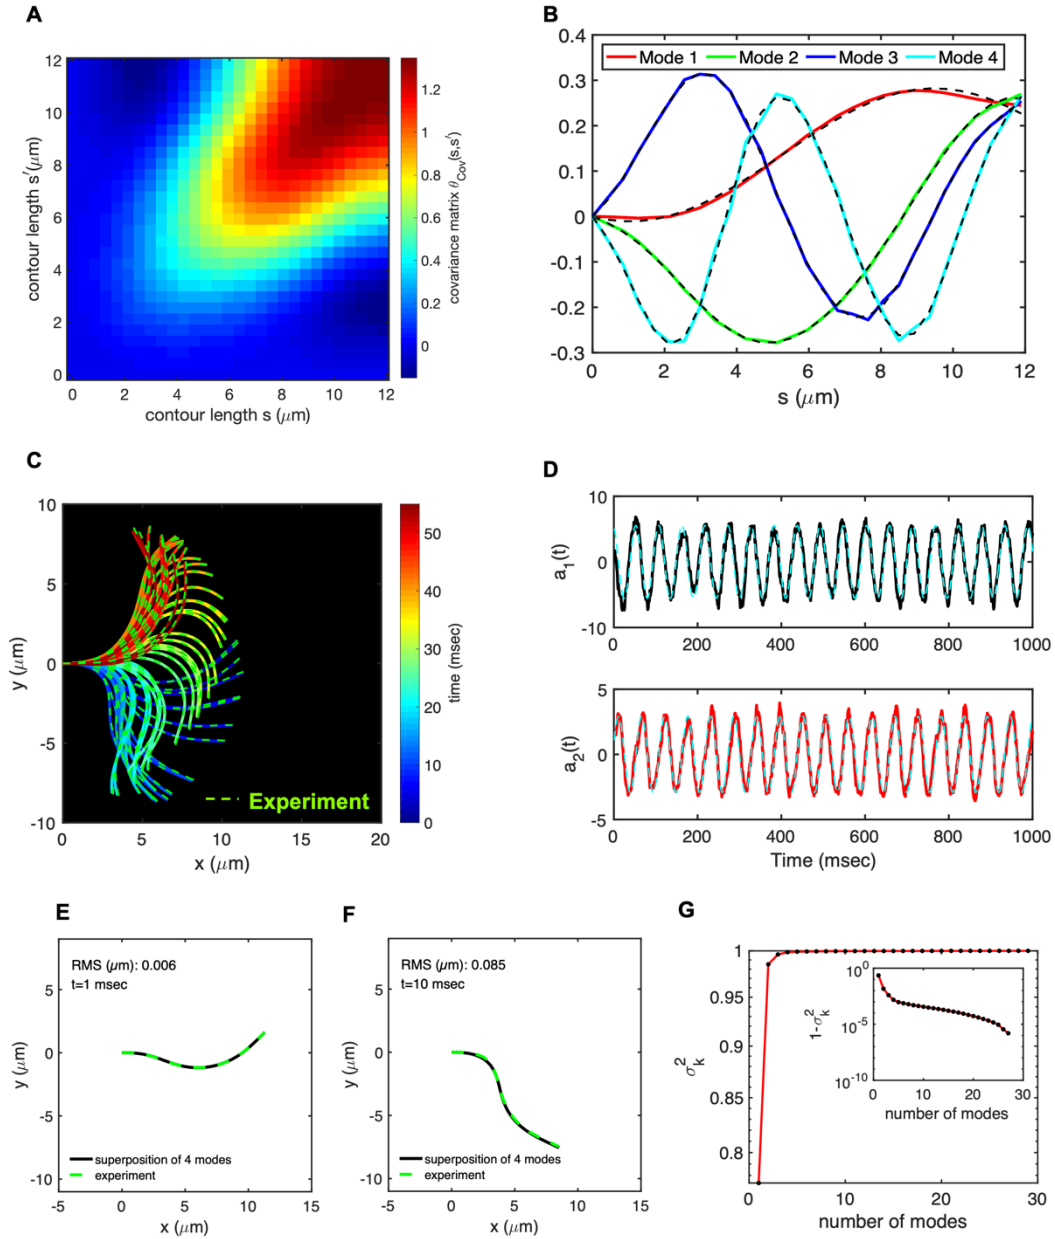 A
12
10
8
6
4
2
0
0 2 4 6 8 10 12
contour length s (μm)
contour length s′(μm)
1.2
1
0.8
0.6
0.4
0.2
0
covariance matrix θCov(s,s′)
B
Mode 1 Mode 2 Mode 3 Mode 4
0.4
0.3
0.2
0.1
0
-0.1
-0.2
-0.3
0 2 4 6 8 10 12
s (μm)
C
10
5
0
-5
-10
0 5 10 15 20
x (μm)
y (μm)
Experiment
50
40
30
20
10
0
time (msec)
D
10
0
-10
a1(t)
0 200 400 600 800 1000
5
0
-5
a2(t)
0 200 400 600 800 1000
Time (msec)
E
RMS (μm): 0.006
t=1 msec
5
0
-5
-10
y (μm)
superposition of 4 modes
experiment
-5 0 5 10 15
x (μm)
F
RMS (μm): 0.085
t=10 msec
5
0
-5
-10
y (μm)
superposition of 4 modes
experiment
-5 0 5 10 15
x (μm)
G
1
0.95
0.9
0.85
0.8
σk2
0 10 20 30
number of modes
100
10-5
10-10
1-σk2
0 10 20 30
number of modes